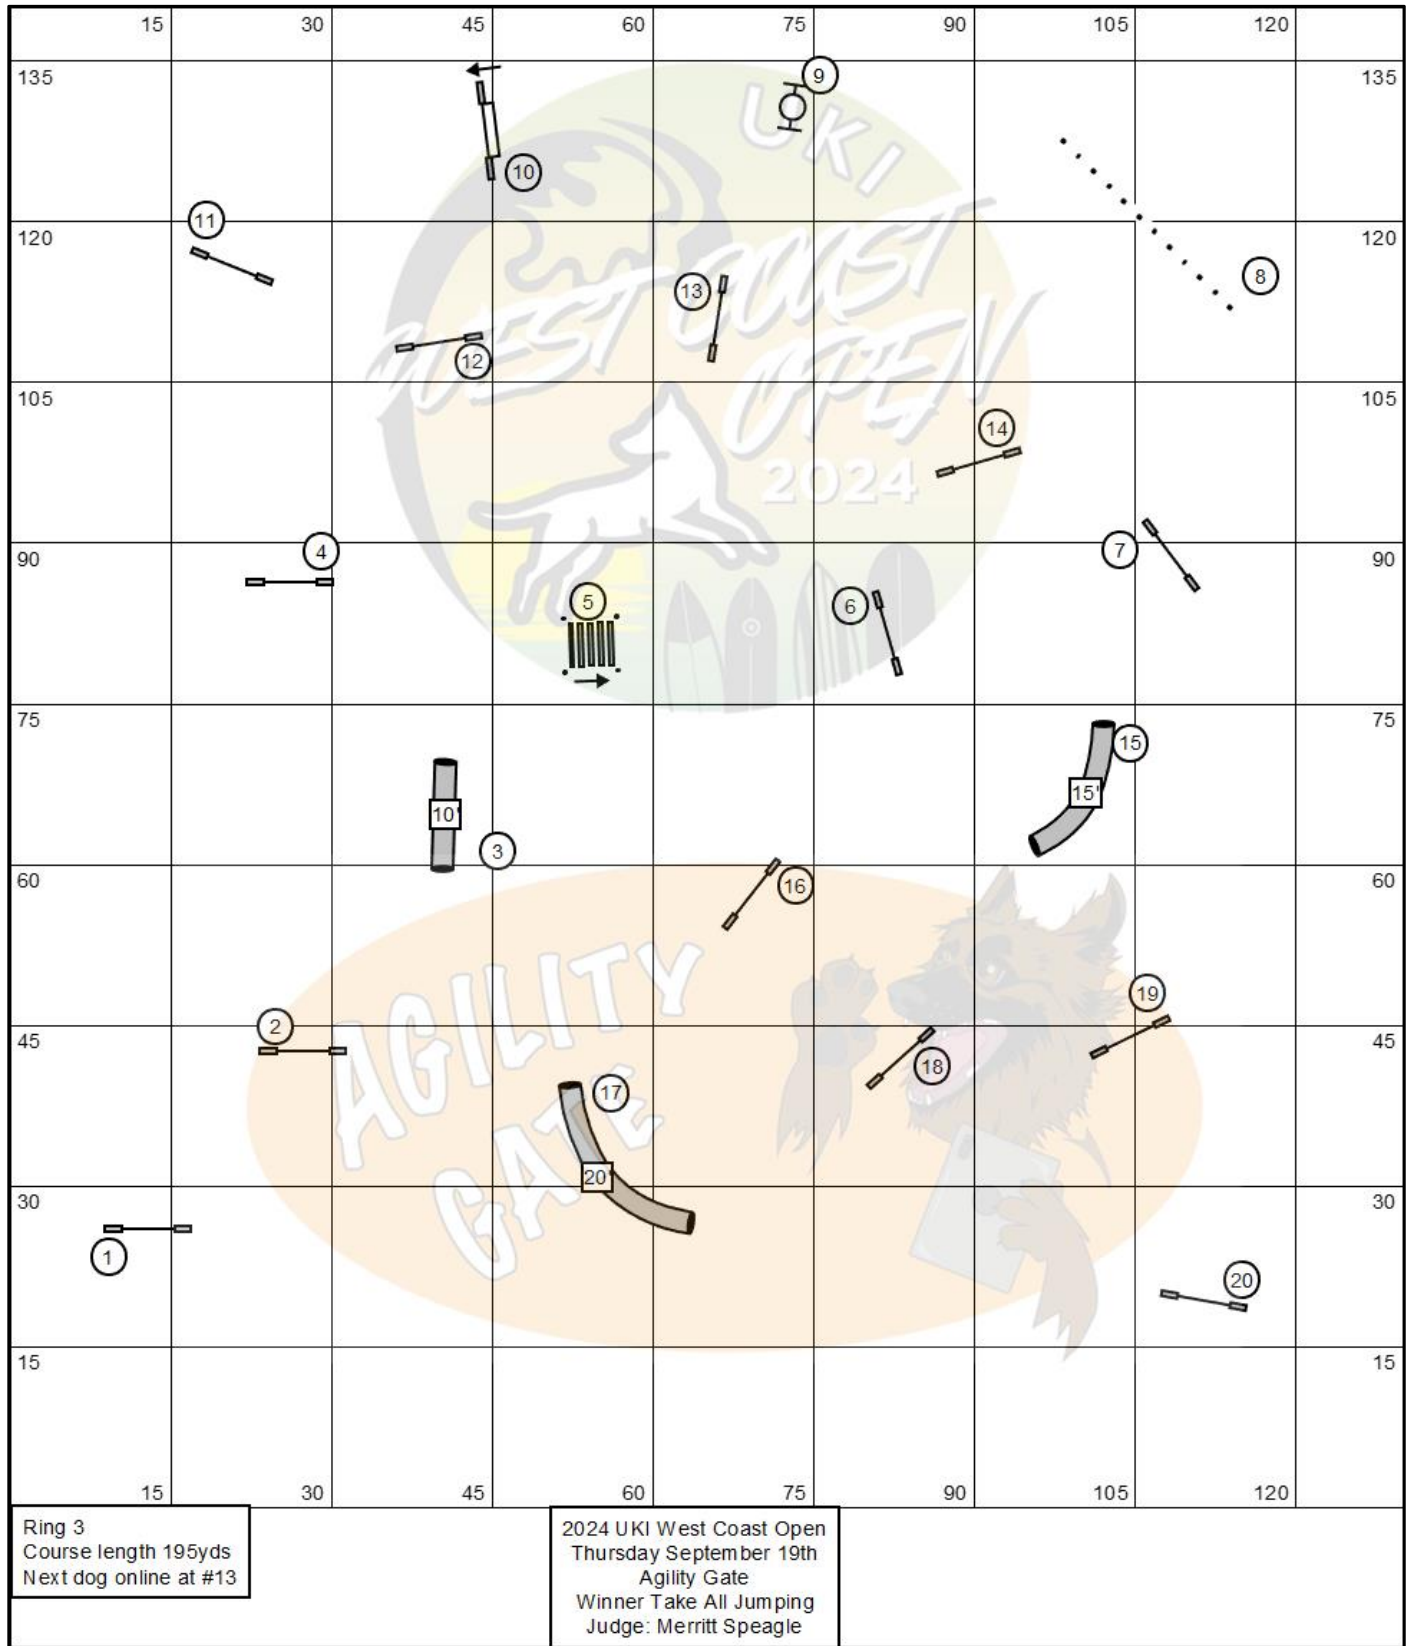 15 30 45 60 75 90 105 120
135 135
9
UKI
10
11
120 120
WEST COAST
8
13
12
OPEN
105 105
14
2024
4
90 7 90
5 6
75 75
15
10' 15'
3
60 60
16
AGILITY
19
2
45 45
18
17
GATE
20'
30 30
1
20
15 15
15 30 45 60 75 90 105 120
Ring 3
Course length 195yds
Next dog online at #13
2024 UKI West Coast Open
Thursday September 19th
Agility Gate
Winner Take All Jumping
Judge: Merritt Speagle